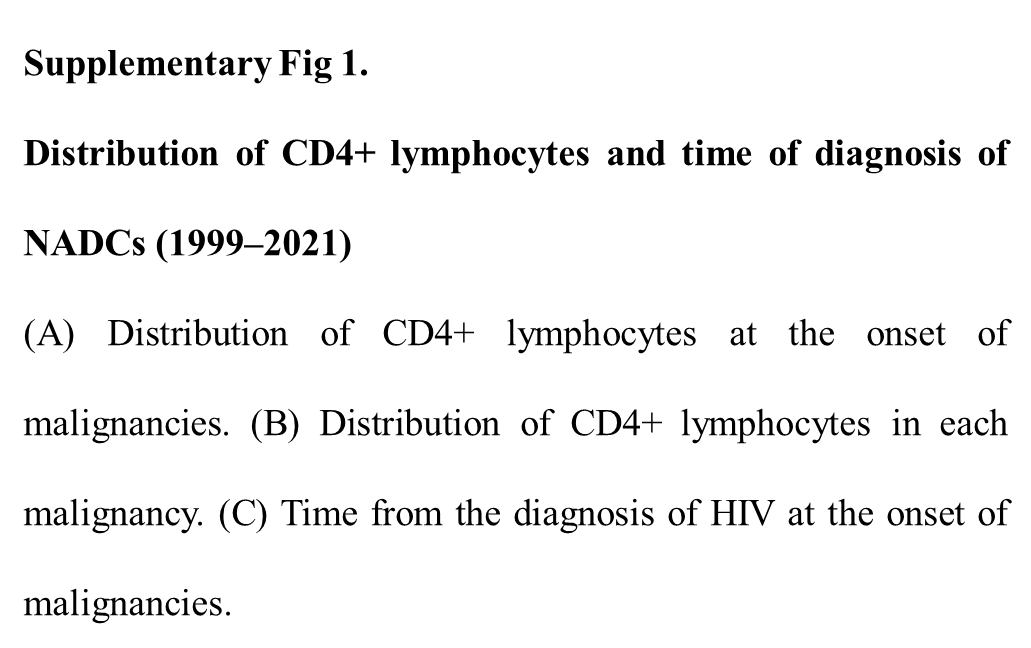 Supplementary Fig 1.
Distribution of CD4+ lymphocytes and time of diagnosis of
NADCs (1999–2021)
(A) Distribution of CD4+ lymphocytes at the onset of
malignancies. (B) Distribution of CD4+ lymphocytes in each
malignancy. (C) Time from the diagnosis of HIV at the onset of
malignancies.